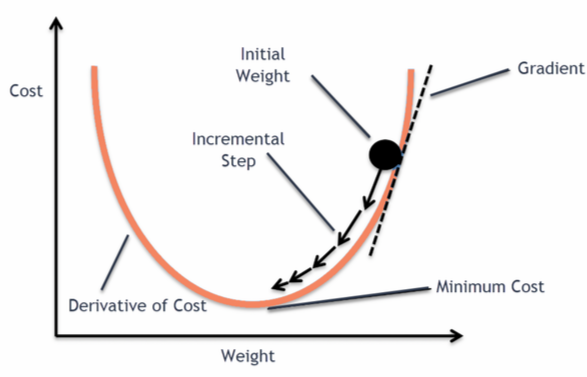 Initial
Weight
Gradient
Cost
Incremental
Step
Minimum Cost
Derivative of Cost
Weight